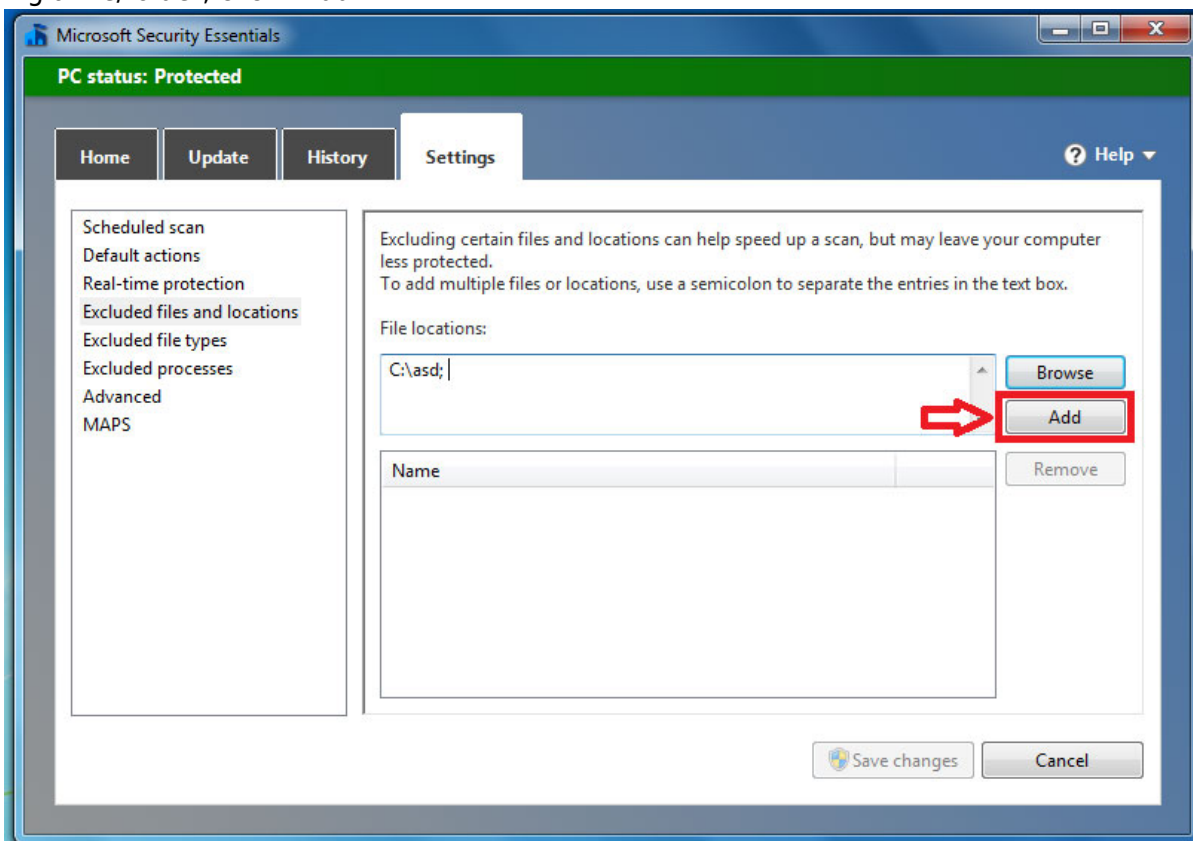 Microsoft Security Essentials
PC status: Protected
Home
Update
History
Settings
Help
Scheduled scan
Default actions
Real-time protection
Excluded files and locations
Excluded file types
Excluded processes
Advanced
MAPS
Excluding certain files and locations can help speed up a scan, but may leave your computer
less protected.
To add multiple files or locations, use a semicolon to separate the entries in the text box.
File locations:
C:\asd;
Browse
Add
Name
Remove
Save changes
Cancel